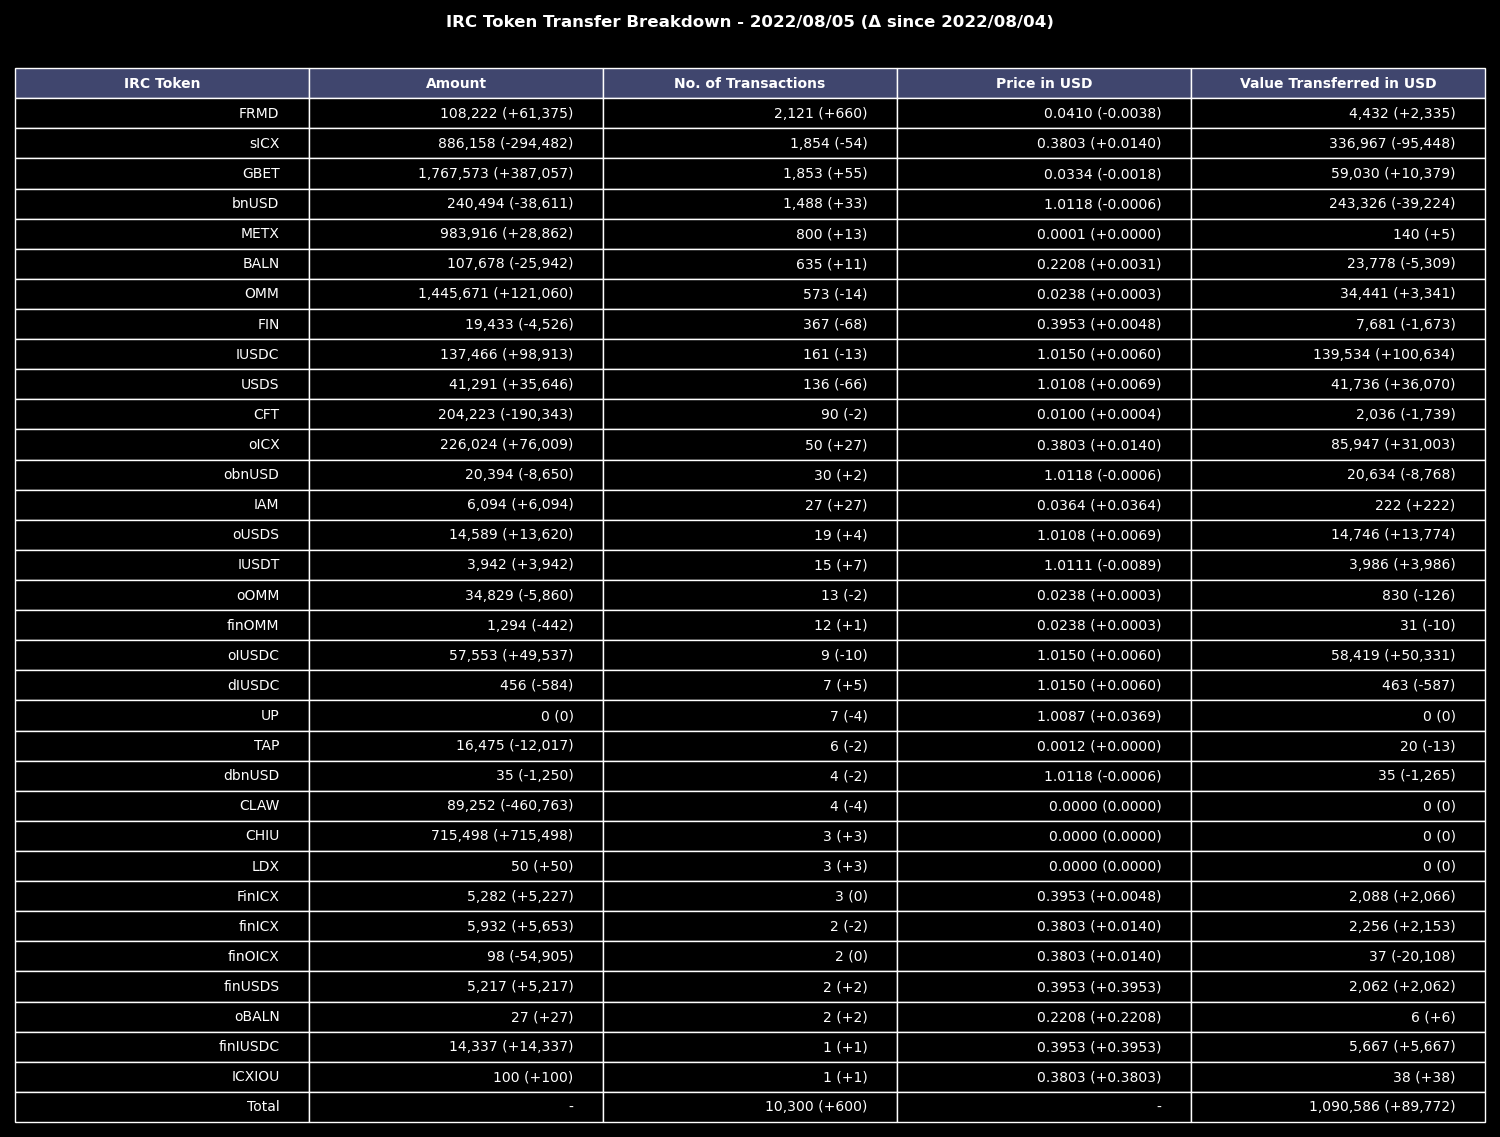 IRC Token Transfer Breakdown - 2022/08/05 (Δ since 2022/08/04)
IRC Token Amount No. of Transactions Price in USD Value Transferred in USD
FRMD 108,222 (+61,375) 2,121 (+660) 0.0410 (-0.0038) 4,432 (+2,335)
sICX 886,158 (-294,482) 1,854 (-54) 0.3803 (+0.0140) 336,967 (-95,448)
GBET 1,767,573 (+387,057) 1,853 (+55) 0.0334 (-0.0018) 59,030 (+10,379)
bnUSD 240,494 (-38,611) 1,488 (+33) 1.0118 (-0.0006) 243,326 (-39,224)
METX 983,916 (+28,862) 800 (+13) 0.0001 (+0.0000) 140 (+5)
BALN 107,678 (-25,942) 635 (+11) 0.2208 (+0.0031) 23,778 (-5,309)
OMM 1,445,671 (+121,060) 573 (-14) 0.0238 (+0.0003) 34,441 (+3,341)
FIN 19,433 (-4,526) 367 (-68) 0.3953 (+0.0048) 7,681 (-1,673)
IUSDC 137,466 (+98,913) 161 (-13) 1.0150 (+0.0060) 139,534 (+100,634)
USDS 41,291 (+35,646) 136 (-66) 1.0108 (+0.0069) 41,736 (+36,070)
CFT 204,223 (-190,343) 90 (-2) 0.0100 (+0.0004) 2,036 (-1,739)
oICX 226,024 (+76,009) 50 (+27) 0.3803 (+0.0140) 85,947 (+31,003)
obnUSD 20,394 (-8,650) 30 (+2) 1.0118 (-0.0006) 20,634 (-8,768)
IAM 6,094 (+6,094) 27 (+27) 0.0364 (+0.0364) 222 (+222)
oUSDS 14,589 (+13,620) 19 (+4) 1.0108 (+0.0069) 14,746 (+13,774)
IUSDT 3,942 (+3,942) 15 (+7) 1.0111 (-0.0089) 3,986 (+3,986)
oOMM 34,829 (-5,860) 13 (-2) 0.0238 (+0.0003) 830 (-126)
finOMM 1,294 (-442) 12 (+1) 0.0238 (+0.0003) 31 (-10)
oIUSDC 57,553 (+49,537) 9 (-10) 1.0150 (+0.0060) 58,419 (+50,331)
dIUSDC 456 (-584) 7 (+5) 1.0150 (+0.0060) 463 (-587)
UP 0 (0) 7 (-4) 1.0087 (+0.0369) 0 (0)
TAP 16,475 (-12,017) 6 (-2) 0.0012 (+0.0000) 20 (-13)
dbnUSD 35 (-1,250) 4 (-2) 1.0118 (-0.0006) 35 (-1,265)
CLAW 89,252 (-460,763) 4 (-4) 0.0000 (0.0000) 0 (0)
CHIU 715,498 (+715,498) 3 (+3) 0.0000 (0.0000) 0 (0)
LDX 50 (+50) 3 (+3) 0.0000 (0.0000) 0 (0)
FinICX 5,282 (+5,227) 3 (0) 0.3953 (+0.0048) 2,088 (+2,066)
finICX 5,932 (+5,653) 2 (-2) 0.3803 (+0.0140) 2,256 (+2,153)
finOICX 98 (-54,905) 2 (0) 0.3803 (+0.0140) 37 (-20,108)
finUSDS 5,217 (+5,217) 2 (+2) 0.3953 (+0.3953) 2,062 (+2,062)
oBALN 27 (+27) 2 (+2) 0.2208 (+0.2208) 6 (+6)
finIUSDC 14,337 (+14,337) 1 (+1) 0.3953 (+0.3953) 5,667 (+5,667)
ICXIOU 100 (+100) 1 (+1) 0.3803 (+0.3803) 38 (+38)
Total - 10,300 (+600) - 1,090,586 (+89,772)